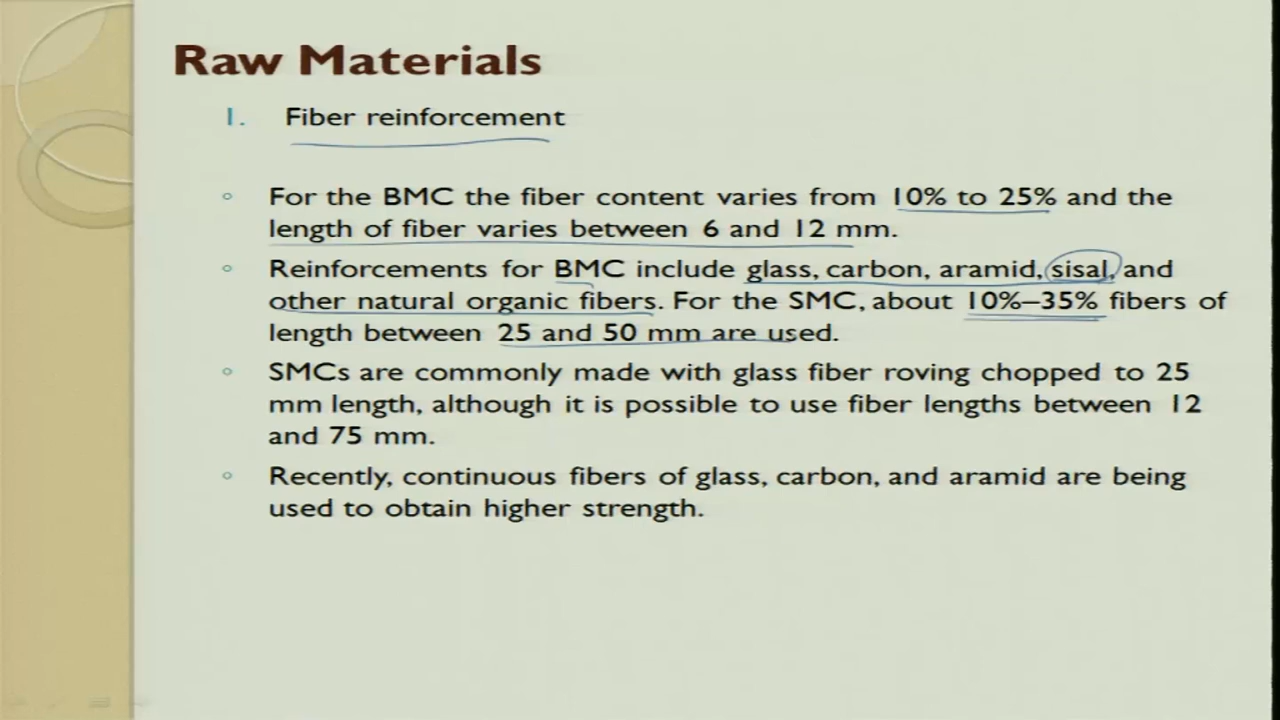 Raw Materials
1. Fiber reinforcement
◦ For the BMC the fiber content varies from 10% to 25% and the
length of fiber varies between 6 and 12 mm.
◦ Reinforcements for BMC include glass, carbon, aramid, sisal, and
other natural organic fibers. For the SMC, about 10%–35% fibers of
length between 25 and 50 mm are used.
◦ SMCs are commonly made with glass fiber roving chopped to 25
mm length, although it is possible to use fiber lengths between 12
and 75 mm.
◦ Recently, continuous fibers of glass, carbon, and aramid are being
used to obtain higher strength.